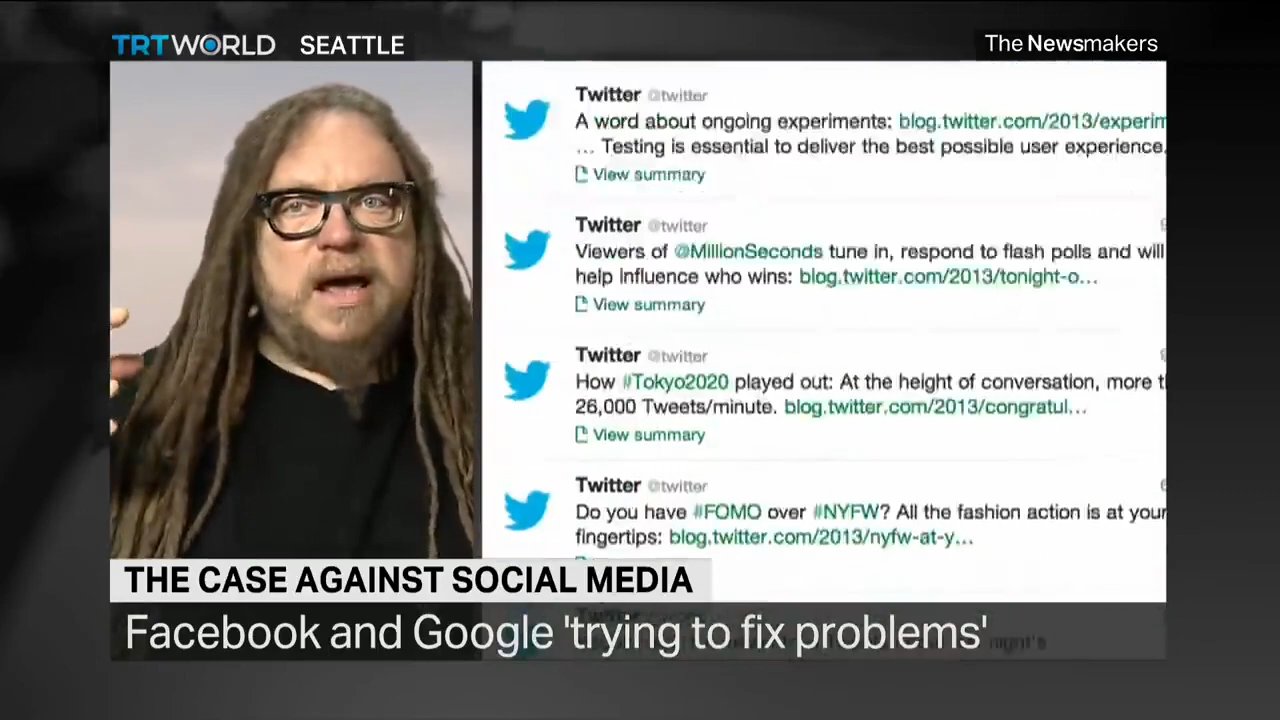 TRT WORLD SEATTLE
The Newsmakers
Twitter @twitter
A word about ongoing experiments: blog.twitter.com/2013/experim
... Testing is essential to deliver the best possible user experience.
View summary
Twitter @twitter
Viewers of @MillionSeconds tune in, respond to flash polls and will
help influence who wins: blog.twitter.com/2013/tonight-o...
View summary
Twitter @twitter
How #Tokyo2020 played out: At the height of conversation, more t
26,000 Tweets/minute. blog.twitter.com/2013/congratul...
View summary
Twitter @twitter
Do you have #FOMO over #NYFW? All the fashion action is at your
fingertips: blog.twitter.com/2013/nyfw-at-y...
THE CASE AGAINST SOCIAL MEDIA
Twitter
Facebook and Google 'trying to fix problems'
night's